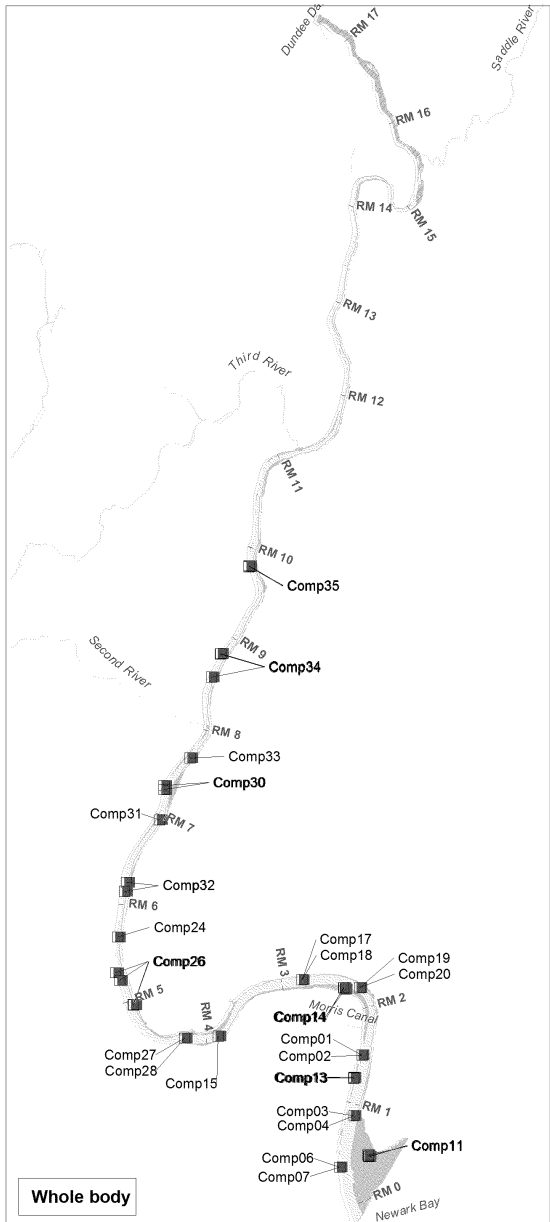 Dundee Da
RM 17
Saddle River
RM 16
RM 15
RM 14
RM 13
Third River
RM 12
RM 11
RM 10
Comp35
RM 9
Comp34
Second River
RM 8
Comp33
Comp30
Comp31
RM 7
Comp32
RM 6
Comp24
Comp26
RM 5
Comp27
Comp28
RM 4
Comp15
RM 3
Comp17
Comp18
Comp19
Comp20
RM 2
Comp14
Morris Canal
Comp01
Comp02
Comp13
RM 1
Comp03
Comp04
Comp11
Comp06
Comp07
RM 0
Newark Bay
Whole body